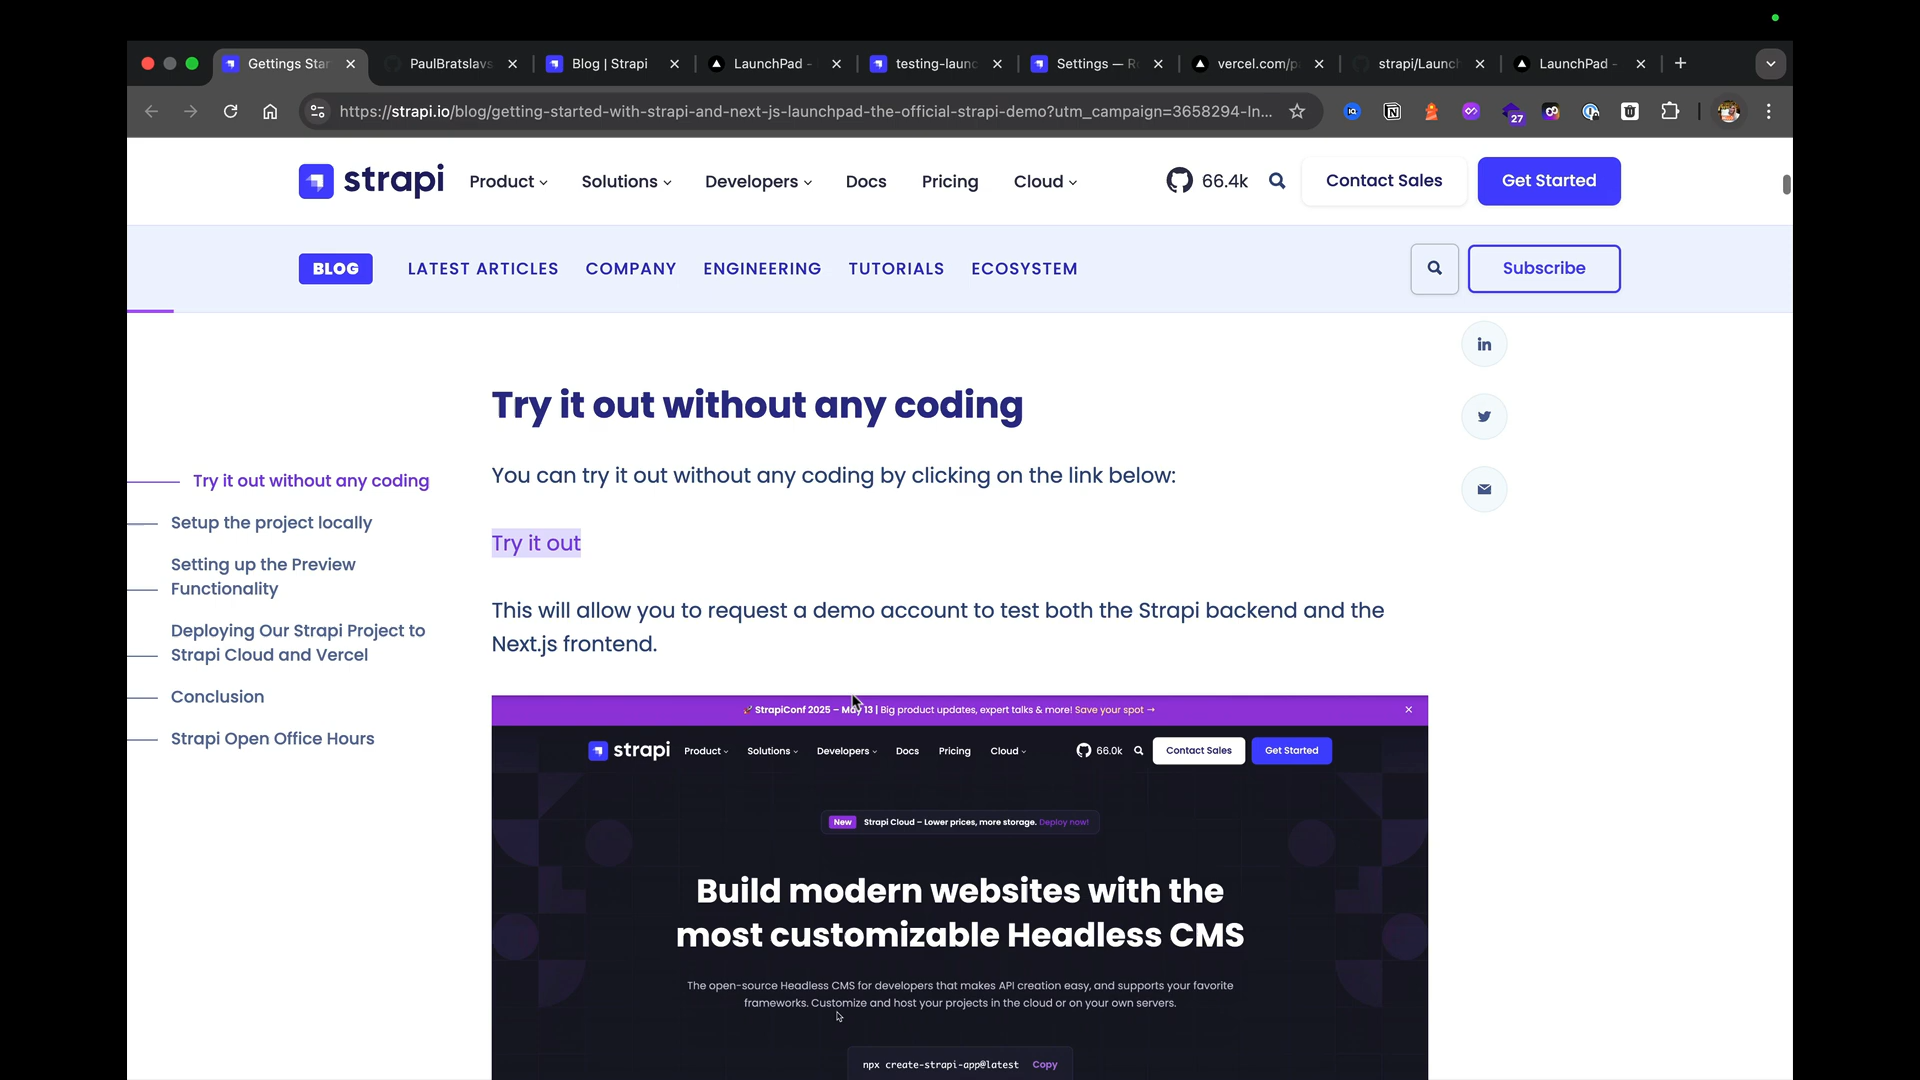 Gettings Star
PaulBratslavs
Blog | Strapi
LaunchPad -
testing-launc
Settings — R
vercel.com/p
strapi/Launch
LaunchPad -
https://strapi.io/blog/getting-started-with-strapi-and-next-js-launchpad-the-official-strapi-demo?utm_campaign=3658294-In...
27
strapi
Product
Solutions
Developers
Docs
Pricing
Cloud
66.4k
Contact Sales
Get Started
BLOG
LATEST ARTICLES
COMPANY
ENGINEERING
TUTORIALS
ECOSYSTEM
Subscribe
Try it out without any coding
Setup the project locally
Setting up the Preview
Functionality
Deploying Our Strapi Project to
Strapi Cloud and Vercel
Conclusion
Strapi Open Office Hours
Try it out without any coding
You can try it out without any coding by clicking on the link below:
Try it out
This will allow you to request a demo account to test both the Strapi backend and the
Next.js frontend.
in
🚀 StrapiConf 2025 – May 13 | Big product updates, expert talks & more! Save your spot →
strapi
Product
Solutions
Developers
Docs
Pricing
Cloud
66.0k
Contact Sales
Get Started
New Strapi Cloud – Lower prices, more storage. Deploy now!
Build modern websites with the
most customizable Headless CMS
The open-source Headless CMS for developers that makes API creation easy, and supports your favorite
frameworks. Customize and host your projects in the cloud or on your own servers.
npx create-strapi-app@latest Copy